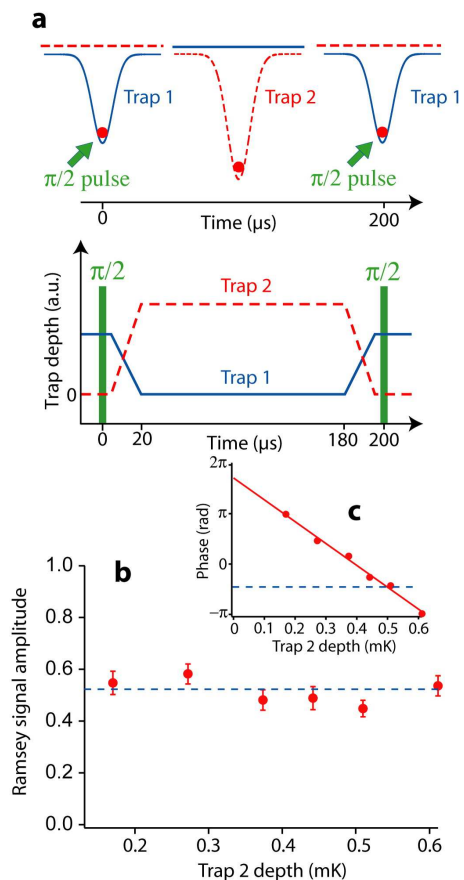 a
Trap 1
Trap 2
Trap 1
π/2 pulse
π/2 pulse
0
200
Time (μs)
π/2
π/2
Trap 2
Trap depth (a.u.)
Trap 1
0
0
20
180
200
Time (μs)
2π
π
0
−π
Phase (rad)
c
0
0.1
0.2
0.3
0.4
0.5
0.6
Trap 2 depth (mK)
b
1.0
0.8
0.6
0.4
0.2
0.0
Ramsey signal amplitude
0.2
0.3
0.4
0.5
0.6
Trap 2 depth (mK)